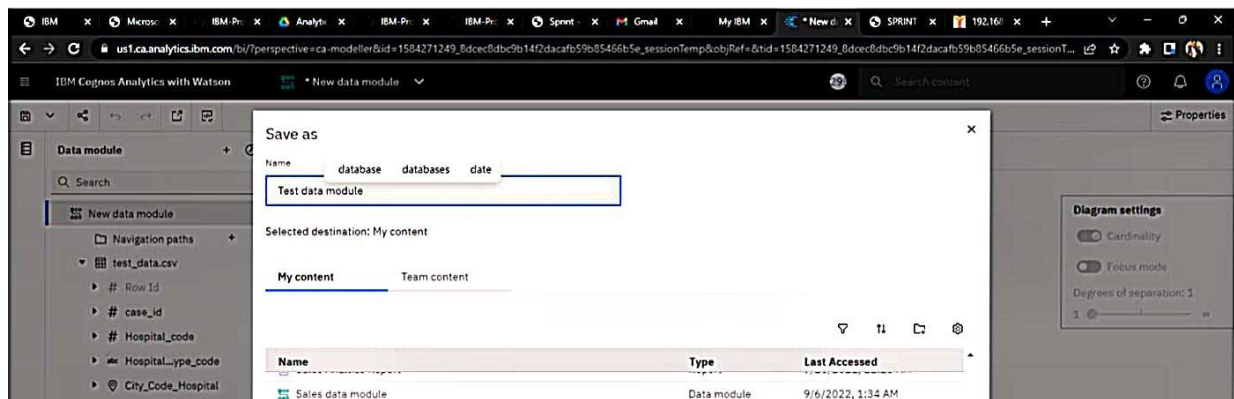 IBM Microso IBM-Pro Analytic IBM-Pr IBM-Pr Sprint - Gmail My IBM * New d SPRINT 192.168
us1.ca.analytics.ibm.com/bi/?perspective=ca-modeller&id=1584271249_8dcec8dbc9b14f2dacafb59b85466b5e_sessionTemp&objRef=&tid=1584271249_8dcec8dbc9b14f2dacafb59b85466b5e_sessionT...
IBM Cognos Analytics with Watson * New data module 29 Search content
Properties
Data module
Search
New data module
Navigation paths
test_data.csv
# Row Id
# case_id
# Hospital_code
abc Hospital...ype_code
City_Code_Hospital
Save as
Name
database databases date
Test data module
Selected destination: My content
My content Team content
Name Type Last Accessed
Sales data module Data module 9/6/2022, 1:34 AM
Diagram settings
Cardinality
Focus mode
Degrees of separation: 1
1